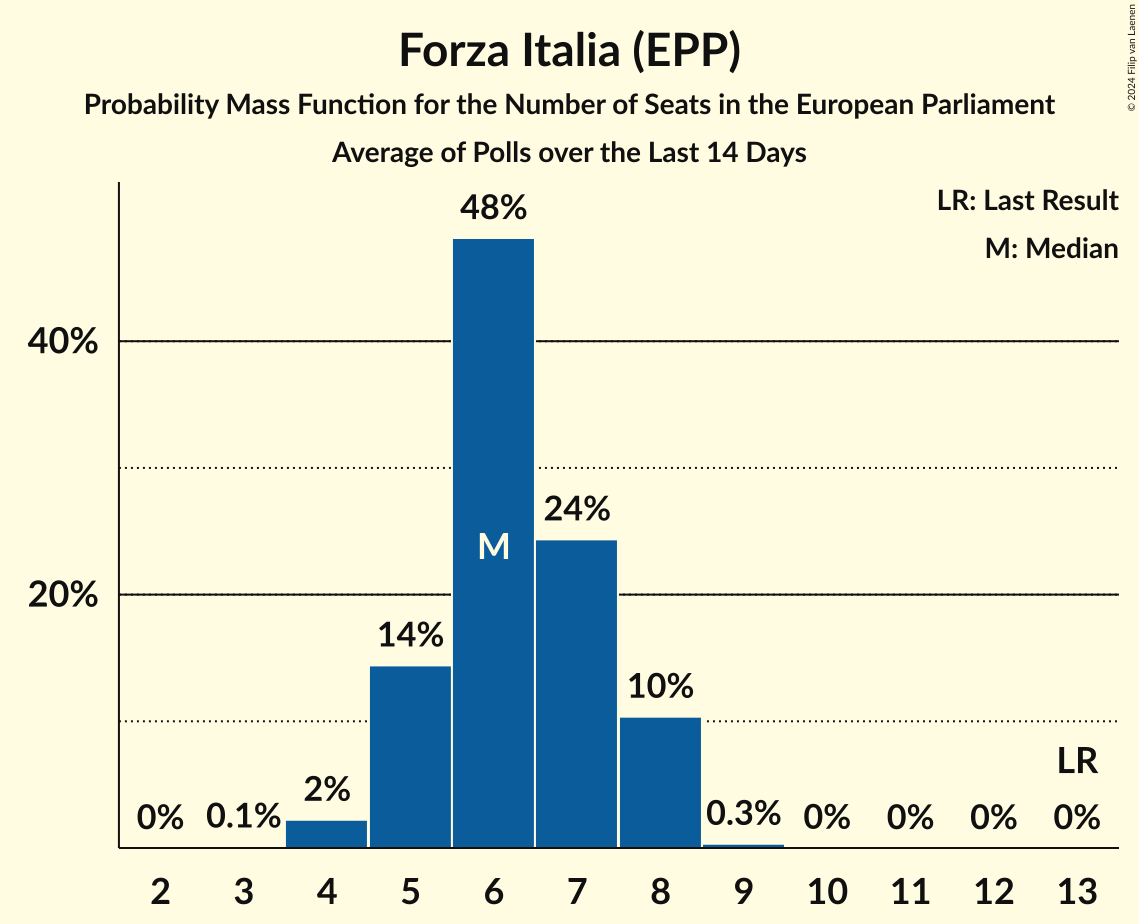 Forza Italia (EPP)
Probability Mass Function for the Number of Seats in the European Parliament
Average of Polls over the Last 14 Days
© 2024 Filip van Laenen
LR: Last Result
M: Median
48%
40%
24%
M
20%
14%
10%
LR
2%
0% 0.1% 0.3% 0% 0% 0% 0%
2 3 4 5 6 7 8 9 10 11 12 13